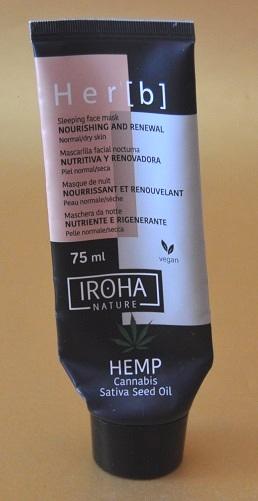 Her[b]
Sleeping face mask
NOURISHING AND RENEWAL
Normal/dry skin
Mascarilla facial nocturna
NUTRITIVA Y RENOVADORA
Piel normal/seca
Masque de nuit
NOURRISSANT ET RENOUVELANT
Peau normale/sèche
Maschera da notte
NUTRIENTE E RIGENERANTE
Pelle normale/secca
75 ml
vegan
IROHA
NATURE
HEMP
Cannabis
Sativa Seed Oil